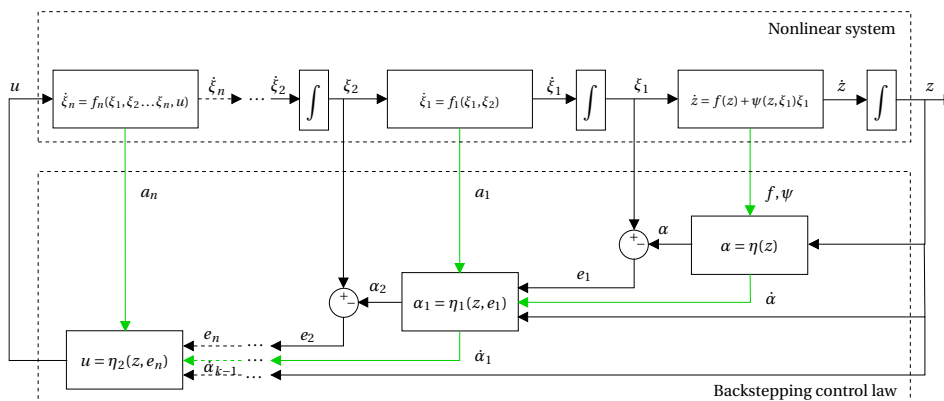 Nonlinear system
u
ξ̇ₙ = fₙ(ξ₁, ξ₂ … ξₙ, u)
ξ̇ₙ
...
ξ̇₂
∫
ξ₂
ξ̇₁ = f₁(ξ₁, ξ₂)
ξ̇₁
∫
ξ₁
ż = f(z) + ψ(z, ξ₁)ξ₁
ż
∫
z
aₙ
a₁
f, ψ
+
−
α
α = η(z)
e₁
α̇
+
−
α₂
α₁ = η₁(z, e₁)
α̇₁
u = η₂(z, eₙ)
eₙ
...
e₂
...
α̇ₖ₋₁
...
Backstepping control law